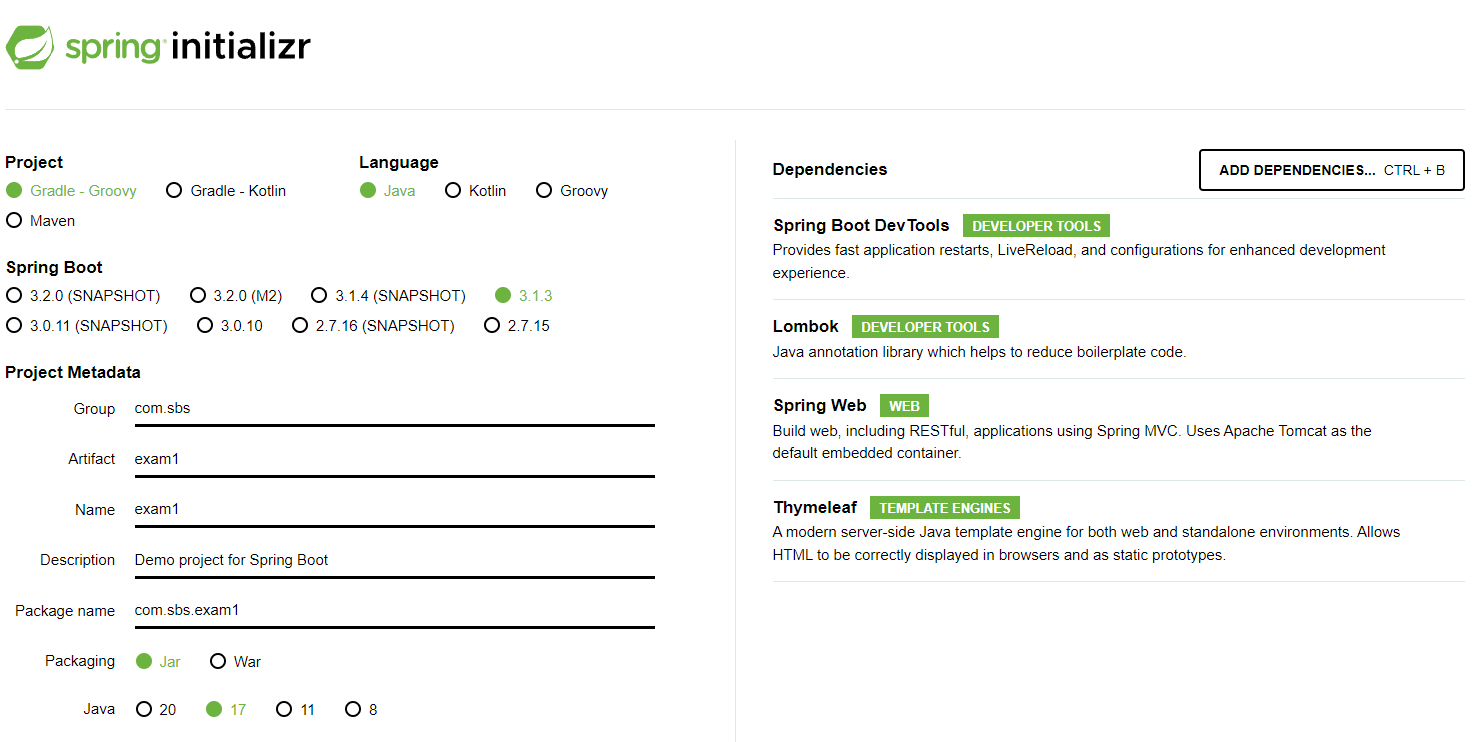 spring initializr
Project
Gradle - Groovy Gradle - Kotlin
Maven
Language
Java Kotlin Groovy
Spring Boot
3.2.0 (SNAPSHOT) 3.2.0 (M2) 3.1.4 (SNAPSHOT) 3.1.3
3.0.11 (SNAPSHOT) 3.0.10 2.7.16 (SNAPSHOT) 2.7.15
Project Metadata
Group com.sbs
Artifact exam1
Name exam1
Description Demo project for Spring Boot
Package name com.sbs.exam1
Packaging Jar War
Java 20 17 11 8
Dependencies ADD DEPENDENCIES... CTRL + B
Spring Boot DevTools DEVELOPER TOOLS
Provides fast application restarts, LiveReload, and configurations for enhanced development
experience.
Lombok DEVELOPER TOOLS
Java annotation library which helps to reduce boilerplate code.
Spring Web WEB
Build web, including RESTful, applications using Spring MVC. Uses Apache Tomcat as the
default embedded container.
Thymeleaf TEMPLATE ENGINES
A modern server-side Java template engine for both web and standalone environments. Allows
HTML to be correctly displayed in browsers and as static prototypes.